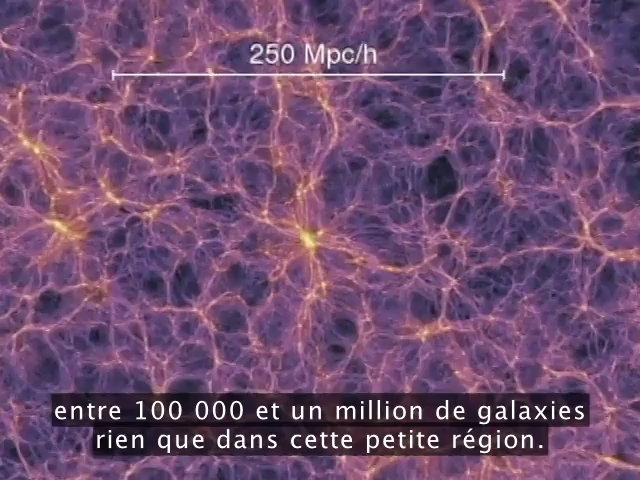 250 Mpc/h
entre 100 000 et un million de galaxies
rien que dans cette petite région.